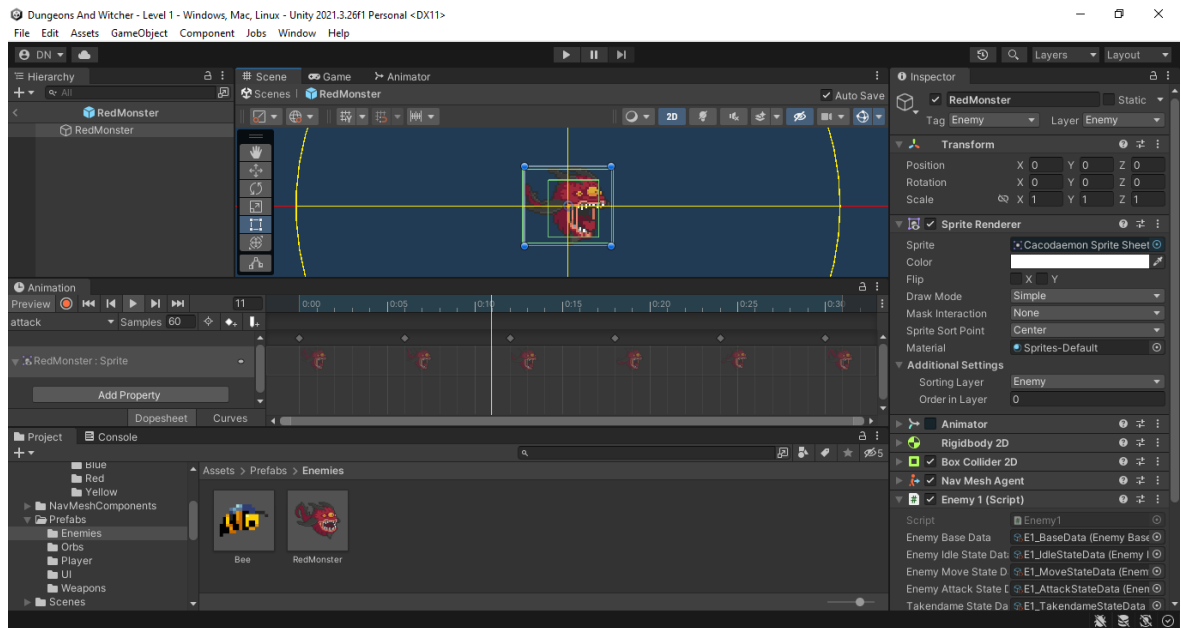 Dungeons And Witcher - Level 1 - Windows, Mac, Linux - Unity 2021.3.26f1 Personal <DX11>
File Edit Assets GameObject Component Jobs Window Help
DN Layers Layout
Hierarchy
All
RedMonster
RedMonster
Scene Game Animator
Scenes RedMonster Auto Save
2D
Animation
Preview 11 0:00 0:05 0:10 0:15 0:20 0:25 0:30
attack Samples 60
RedMonster : Sprite
Add Property
Dopesheet Curves
Project Console
5
Blue
Red
Yellow
NavMeshComponents
Prefabs
Enemies
Orbs
Player
UI
Weapons
Scenes
Assets > Prefabs > Enemies
Bee RedMonster
Inspector
RedMonster Static
Tag Enemy Layer Enemy
Transform
Position X 0 Y 0 Z 0
Rotation X 0 Y 0 Z 0
Scale X 1 Y 1 Z 1
Sprite Renderer
Sprite Cacodaemon Sprite Sheet
Color
Flip X Y
Draw Mode Simple
Mask Interaction None
Sprite Sort Point Center
Material Sprites-Default
Additional Settings
Sorting Layer Enemy
Order in Layer 0
Animator
Rigidbody 2D
Box Collider 2D
Nav Mesh Agent
Enemy 1 (Script)
Script Enemy1
Enemy Base Data E1_BaseData (Enemy Base
Enemy Idle State Data E1_IdleStateData (Enemy I
Enemy Move State D E1_MoveStateData (Enem
Enemy Attack State D E1_AttackStateData (Enen
Takendame State Da E1_TakendameStateData